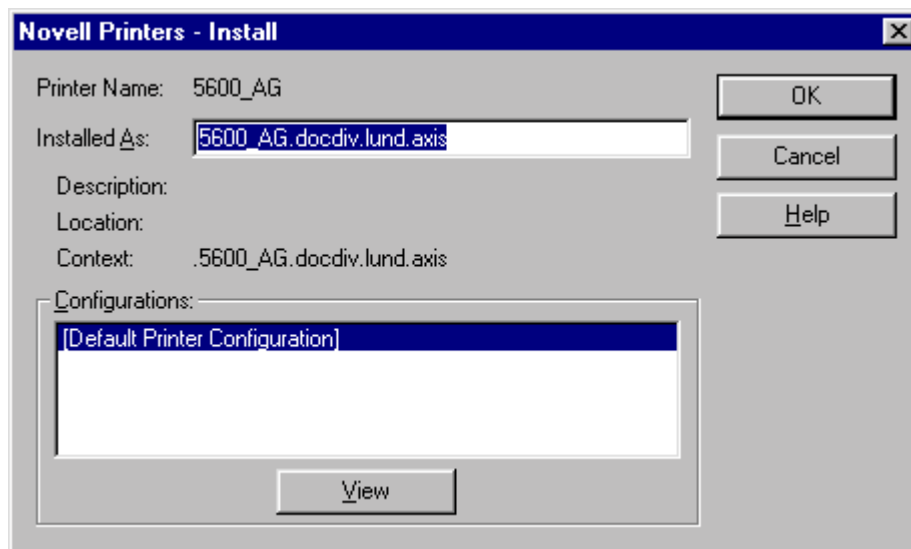 Novell Printers - Install
Printer Name: 5600_AG
OK
Installed As: 5600_AG.docdiv.lund.axis
Cancel
Description:
Location:
Help
Context: .5600_AG.docdiv.lund.axis
Configurations:
[Default Printer Configuration]
View